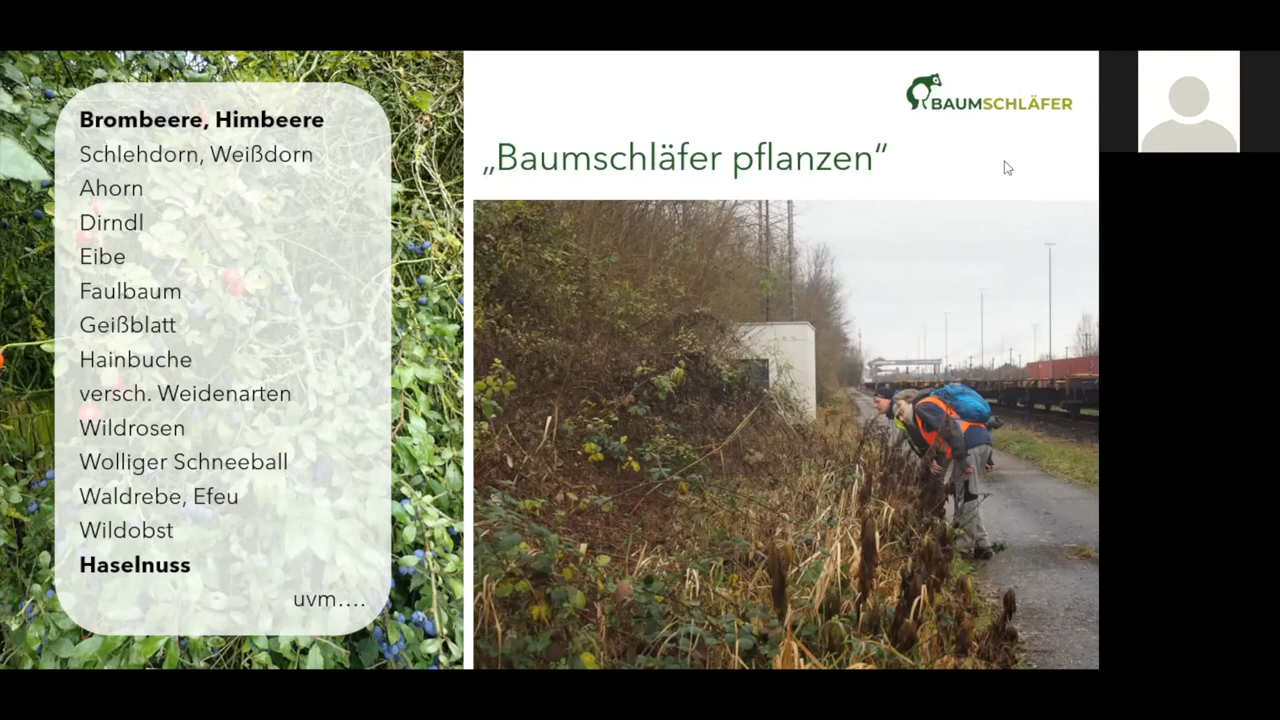 Brombeere, Himbeere
Schlehdorn, Weißdorn
Ahorn
Dirndl
Eibe
Faulbaum
Geißblatt
Hainbuche
versch. Weidenarten
Wildrosen
Wolliger Schneeball
Waldrebe, Efeu
Wildobst
Haselnuss
uvm....
BAUMSCHLÄFER
„Baumschläfer pflanzen“